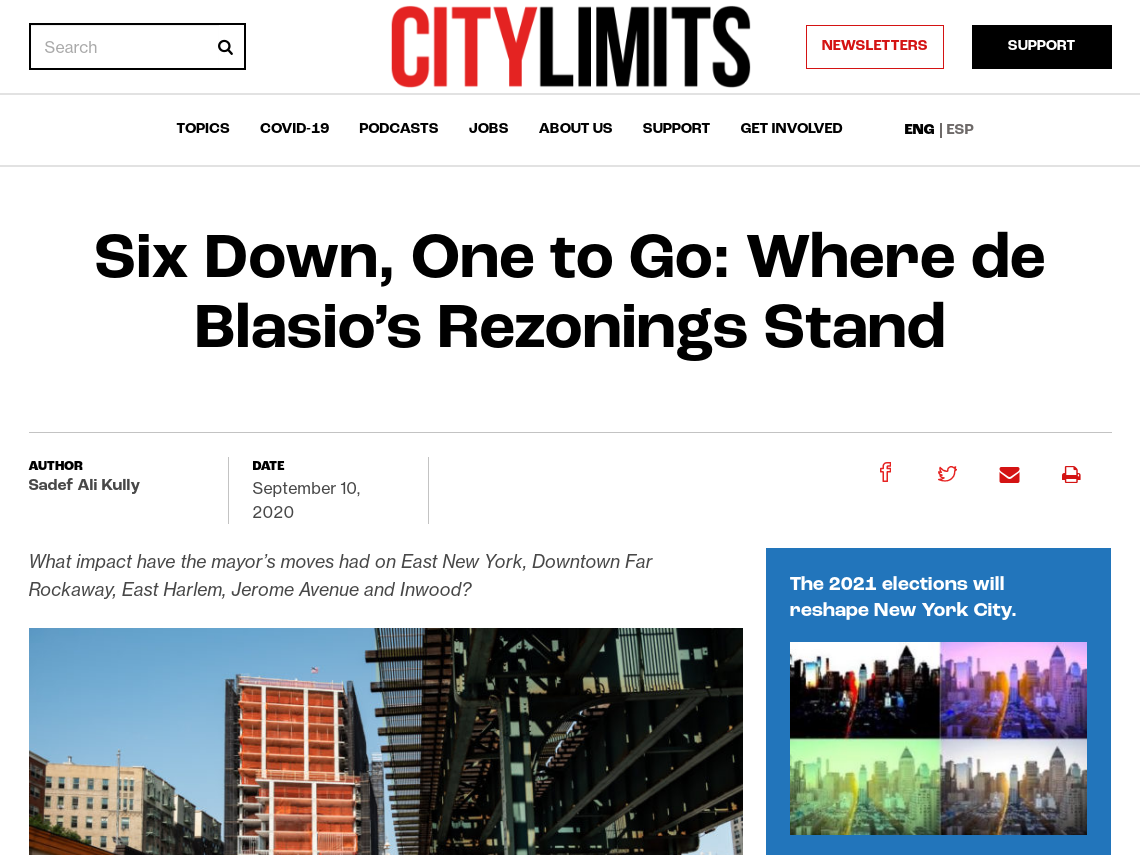 Search
CITYLIMITS
NEWSLETTERS
SUPPORT
TOPICS COVID-19 PODCASTS JOBS ABOUT US SUPPORT GET INVOLVED ENG | ESP
Six Down, One to Go: Where de
Blasio’s Rezonings Stand
AUTHOR
Sadef Ali Kully
DATE
September 10,
2020
What impact have the mayor’s moves had on East New York, Downtown Far
Rockaway, East Harlem, Jerome Avenue and Inwood?
The 2021 elections will
reshape New York City.